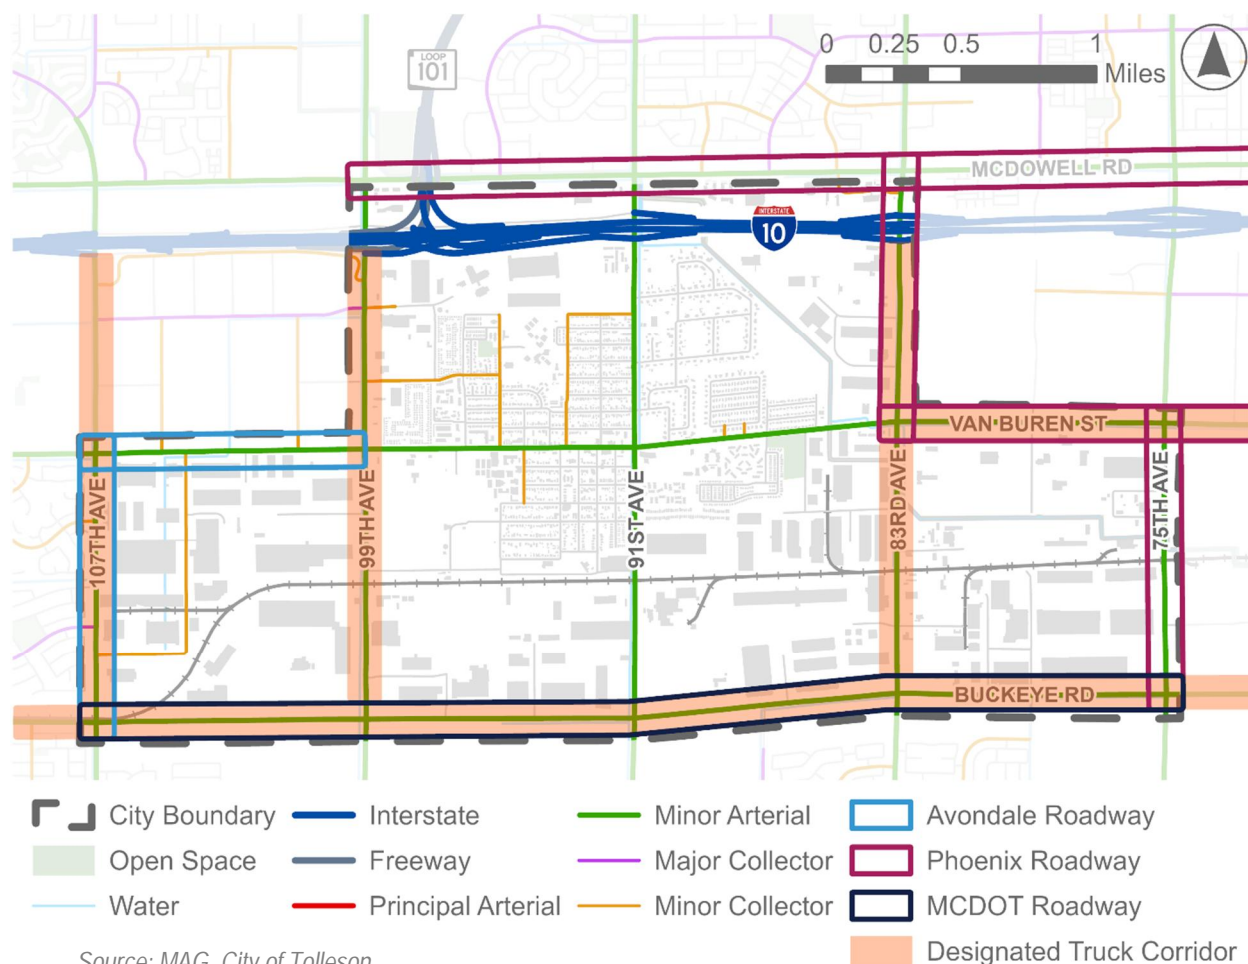 0 0.25 0.5 1
Miles
LOOP
101
MCDOWELL RD
INTERSTATE
10
VAN BUREN ST
107TH AVE
99TH AVE
91ST AVE
83RD AVE
75TH AVE
BUCKEYE RD
City Boundary
Interstate
Minor Arterial
Avondale Roadway
Open Space
Freeway
Major Collector
Phoenix Roadway
Water
Principal Arterial
Minor Collector
MCDOT Roadway
Designated Truck Corridor
Source: MAG, City of Tolleson